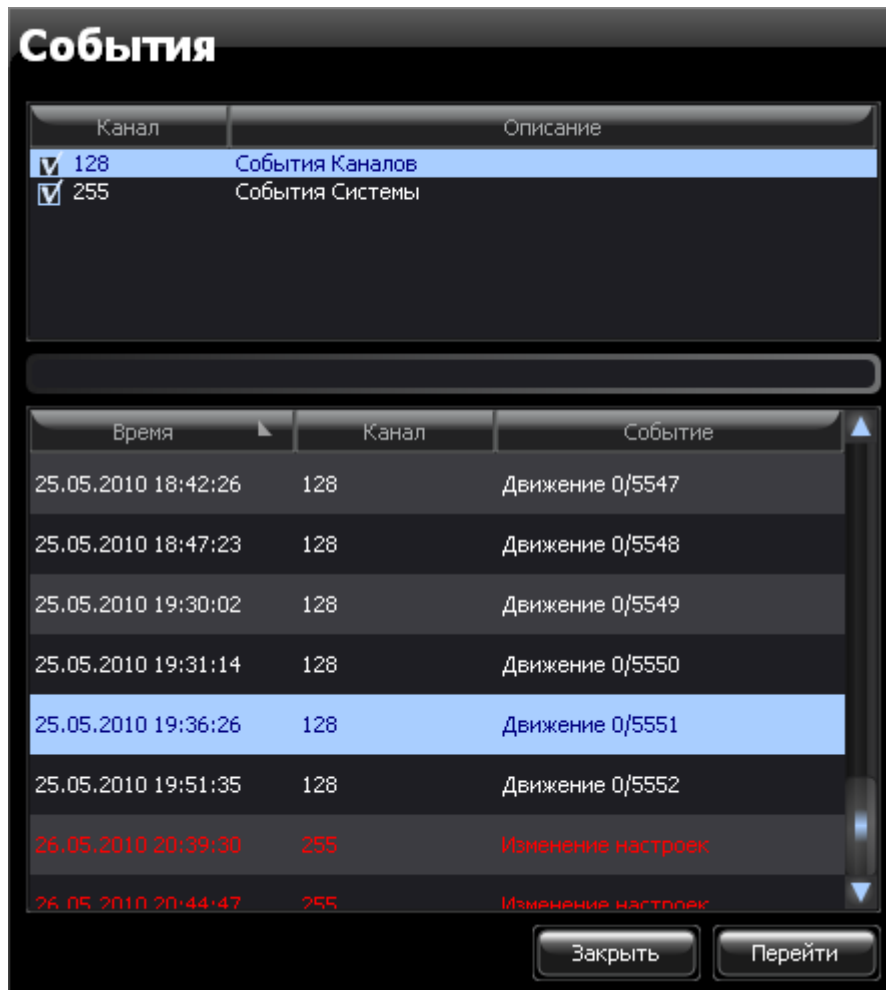 События
Канал Описание
128 События Каналов
255 События Системы
Время Канал Событие
25.05.2010 18:42:26 128 Движение 0/5547
25.05.2010 18:47:23 128 Движение 0/5548
25.05.2010 19:30:02 128 Движение 0/5549
25.05.2010 19:31:14 128 Движение 0/5550
25.05.2010 19:36:26 128 Движение 0/5551
25.05.2010 19:51:35 128 Движение 0/5552
26.05.2010 20:39:30 255 Изменение настроек
26.05.2010 20:44:47 255 Изменение настроек
Закрыть Перейти